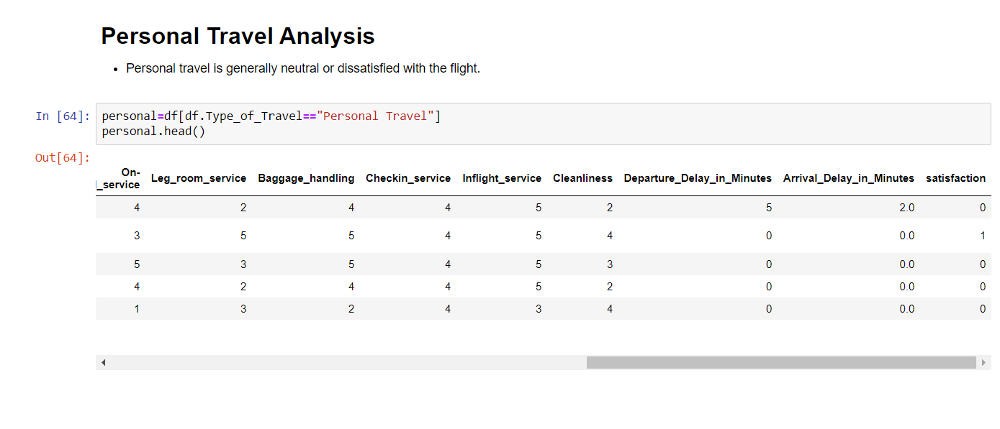 Personal Travel Analysis
• Personal travel is generally neutral or dissatisfied with the flight.
In [64]: personal=df[df.Type_of_Travel=="Personal Travel"]
personal.head()
Out[64]:
On-
_service Leg_room_service Baggage_handling Checkin_service Inflight_service Cleanliness Departure_Delay_in_Minutes Arrival_Delay_in_Minutes satisfaction
4 2 4 4 5 2 5 2.0 0
3 5 5 4 5 4 0 0.0 1
5 3 5 4 5 3 0 0.0 0
4 2 4 4 5 2 0 0.0 0
1 3 2 4 3 4 0 0.0 0